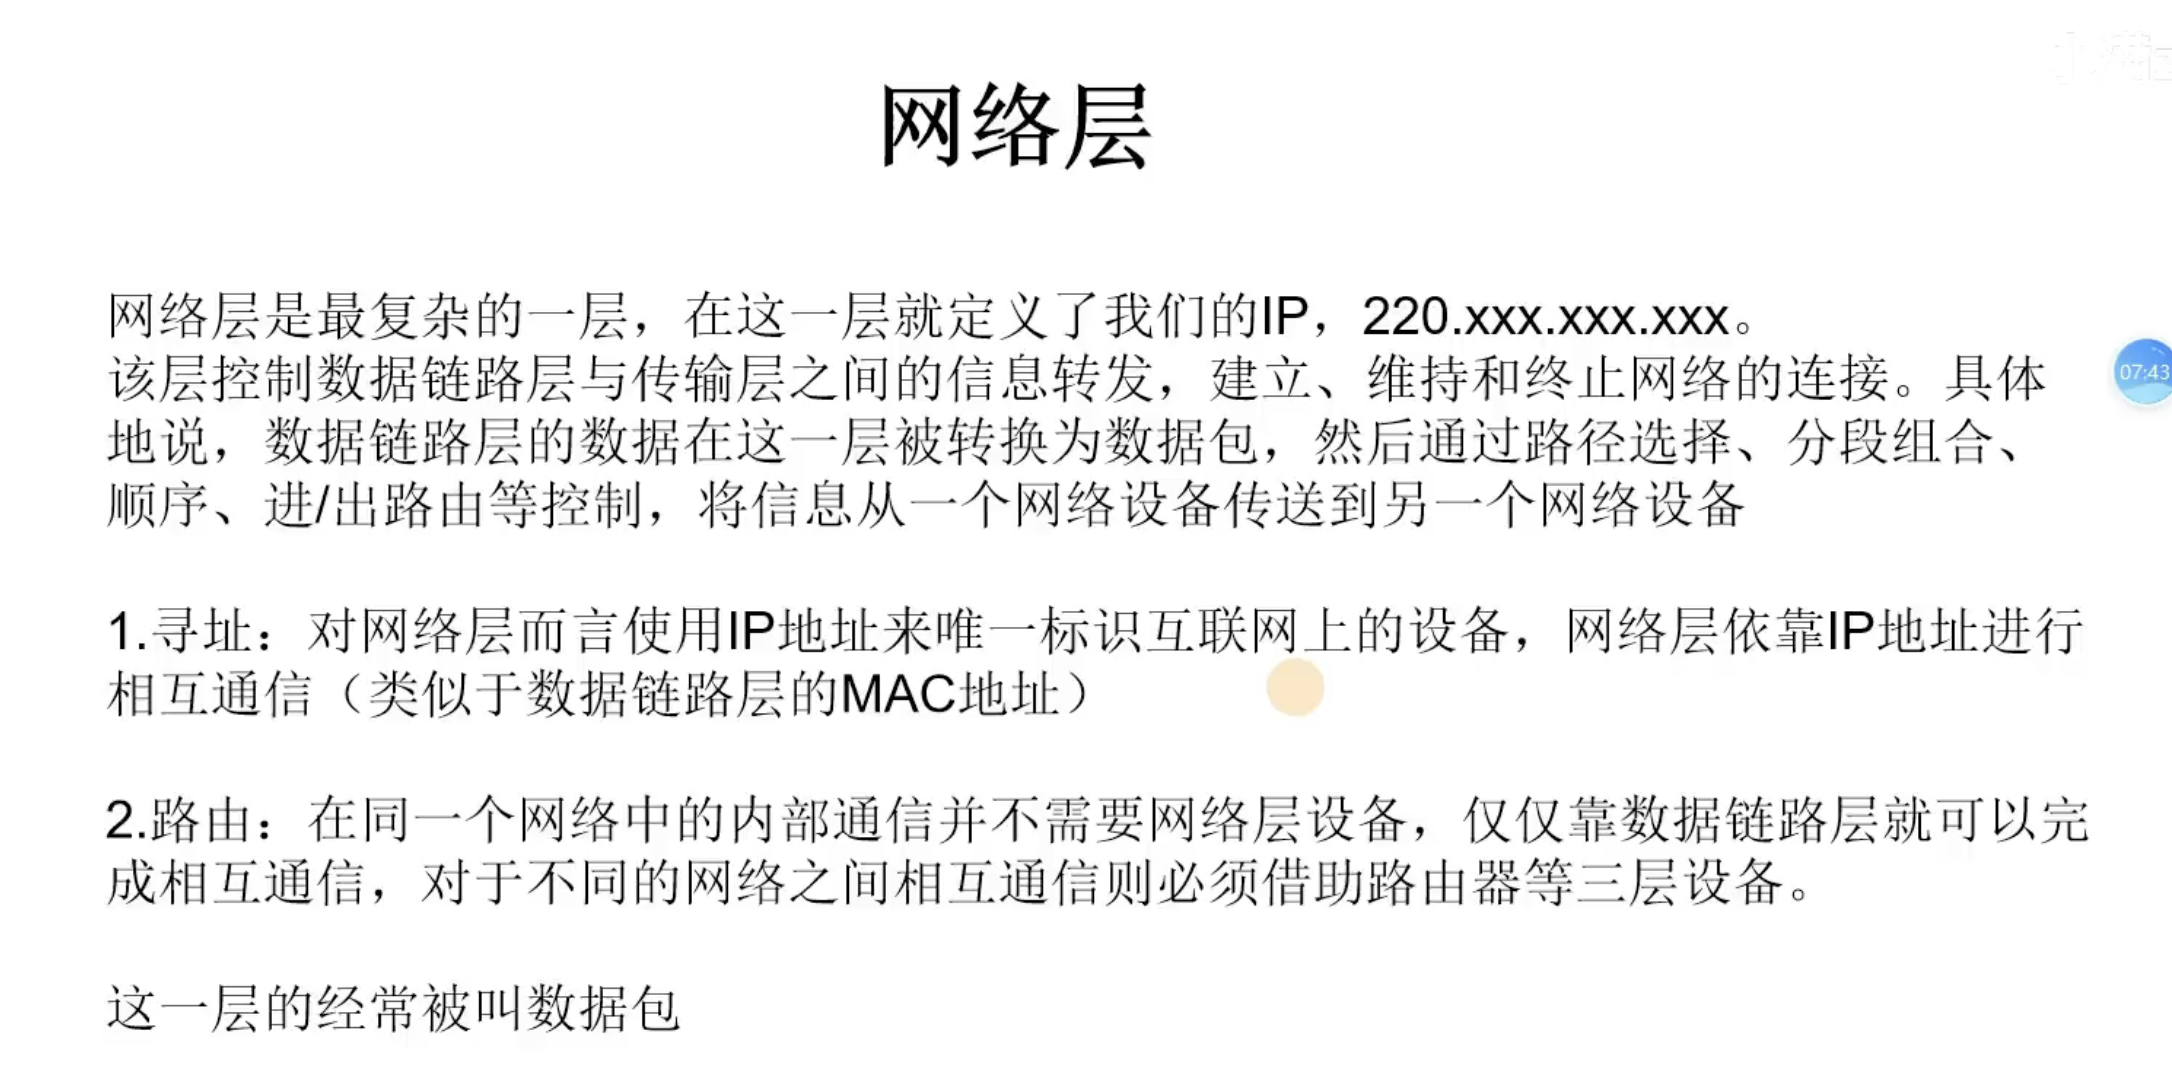 网络层
网络层是最复杂的一层，在这一层就定义了我们的IP，220.xxx.xxx.xxx。
该层控制数据链路层与传输层之间的信息转发，建立、维持和终止网络的连接。具体
地说，数据链路层的数据在这一层被转换为数据包，然后通过路径选择、分段组合、
顺序、进/出路由等控制，将信息从一个网络设备传送到另一个网络设备
07:43
1.寻址：对网络层而言使用IP地址来唯一标识互联网上的设备，网络层依靠IP地址进行
相互通信（类似于数据链路层的MAC地址）
2.路由：在同一个网络中的内部通信并不需要网络层设备，仅仅靠数据链路层就可以完
成相互通信，对于不同的网络之间相互通信则必须借助路由器等三层设备。
这一层的经常被叫数据包